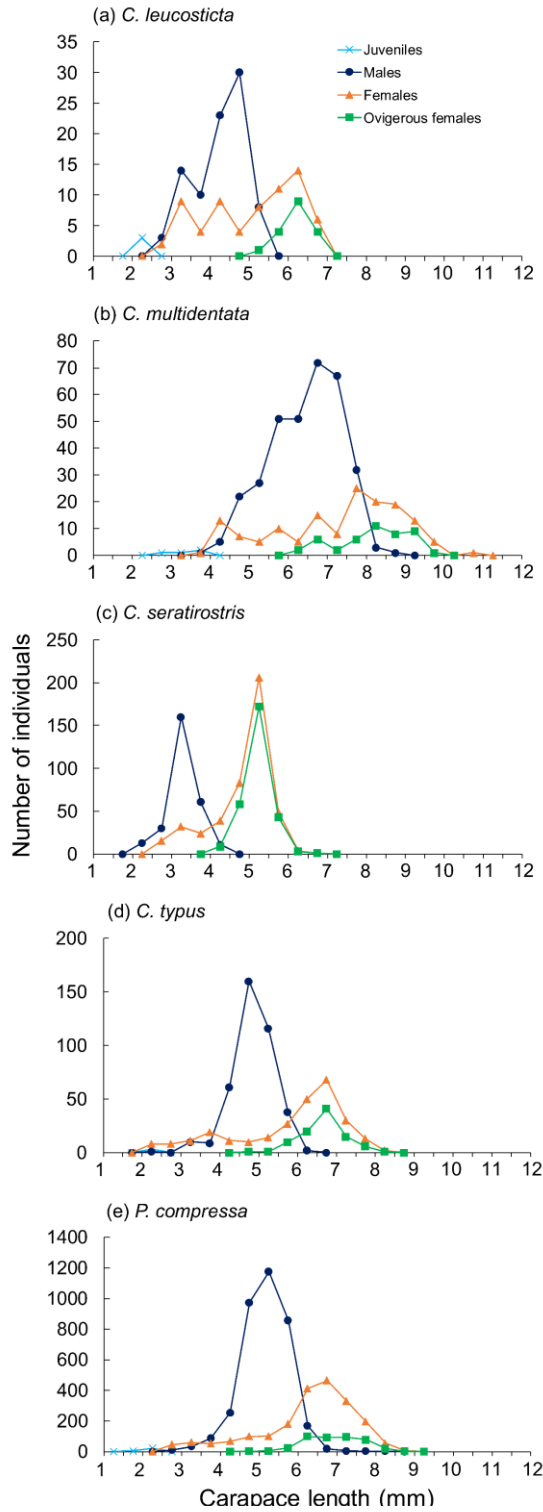 (a) C. leucosticta
35
30
25
20
15
10
5
0
Juveniles
Males
Females
Ovigerous females
1 2 3 4 5 6 7 8 9 10 11 12
(b) C. multidentata
80
70
60
50
40
30
20
10
0
1 2 3 4 5 6 7 8 9 10 11 12
(c) C. seratirostris
250
200
150
100
50
0
1 2 3 4 5 6 7 8 9 10 11 12
Number of individuals
(d) C. typus
200
150
100
50
0
1 2 3 4 5 6 7 8 9 10 11 12
(e) P. compressa
1400
1200
1000
800
600
400
200
0
1 2 3 4 5 6 7 8 9 10 11 12
Carapace length (mm)